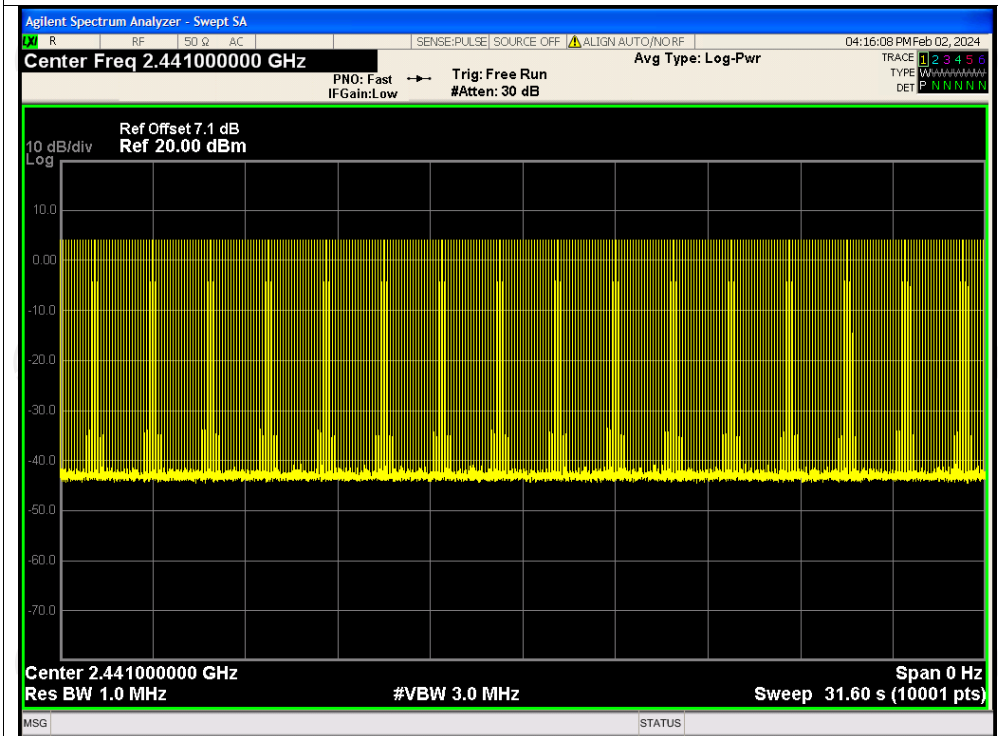 Agilent Spectrum Analyzer - Swept SA
LXI R RF 50 Ω AC SENSE:PULSE SOURCE OFF ALIGN AUTO/NORF 04:16:08 PMFeb 02, 2024
Center Freq 2.441000000 GHz
PNO: Fast
IFGain:Low
Trig: Free Run
#Atten: 30 dB
Avg Type: Log-Pwr
TRACE 1 2 3 4 5 6
TYPE W
DET P N N N N N
Ref Offset 7.1 dB
10 dB/div Ref 20.00 dBm
Log
10.0
0.00
-10.0
-20.0
-30.0
-40.0
-50.0
-60.0
-70.0
Center 2.441000000 GHz Span 0 Hz
Res BW 1.0 MHz #VBW 3.0 MHz Sweep 31.60 s (10001 pts)
MSG STATUS